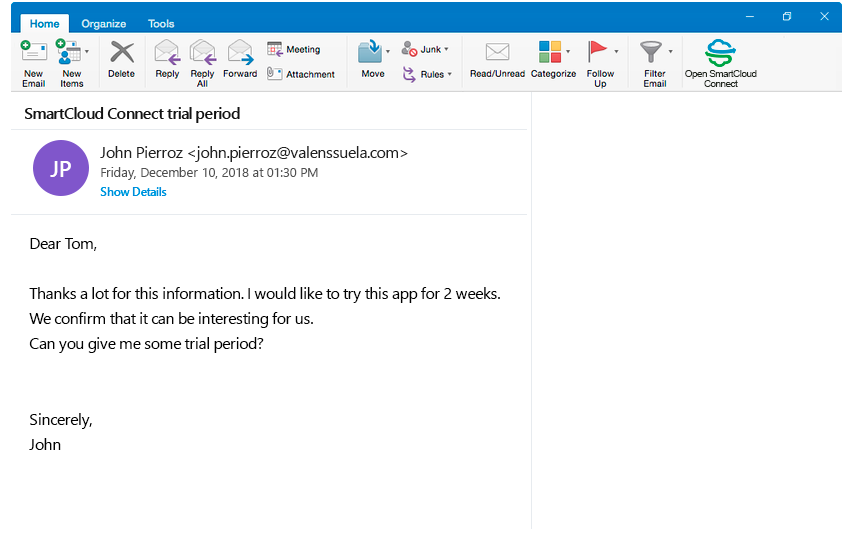 Home Organize Tools
New Email
New Items
Delete
Reply
Reply All
Forward
Meeting
Attachment
Move
Junk
Rules
Read/Unread
Categorize
Follow Up
Filter Email
Open SmartCloud Connect
SmartCloud Connect trial period
JP
John Pierroz <john.pierroz@valenssuela.com>
Friday, December 10, 2018 at 01:30 PM
Show Details
Dear Tom,
Thanks a lot for this information. I would like to try this app for 2 weeks.
We confirm that it can be interesting for us.
Can you give me some trial period?
Sincerely,
John